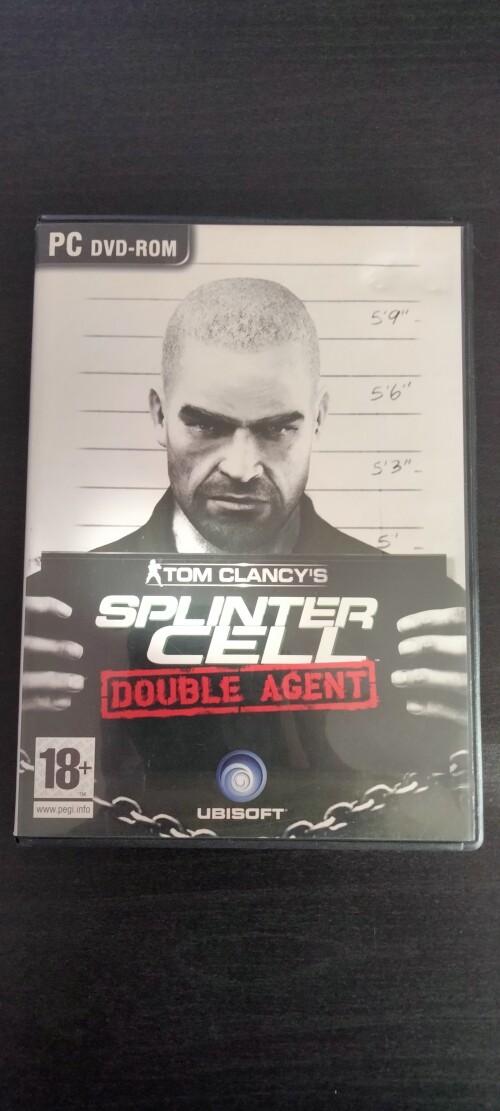 PC DVD-ROM
5'9"
5'6"
5'3"
5'
TOM CLANCY'S
SPLINTER
CELL
DOUBLE AGENT
18+
www.pegi.info
UBISOFT